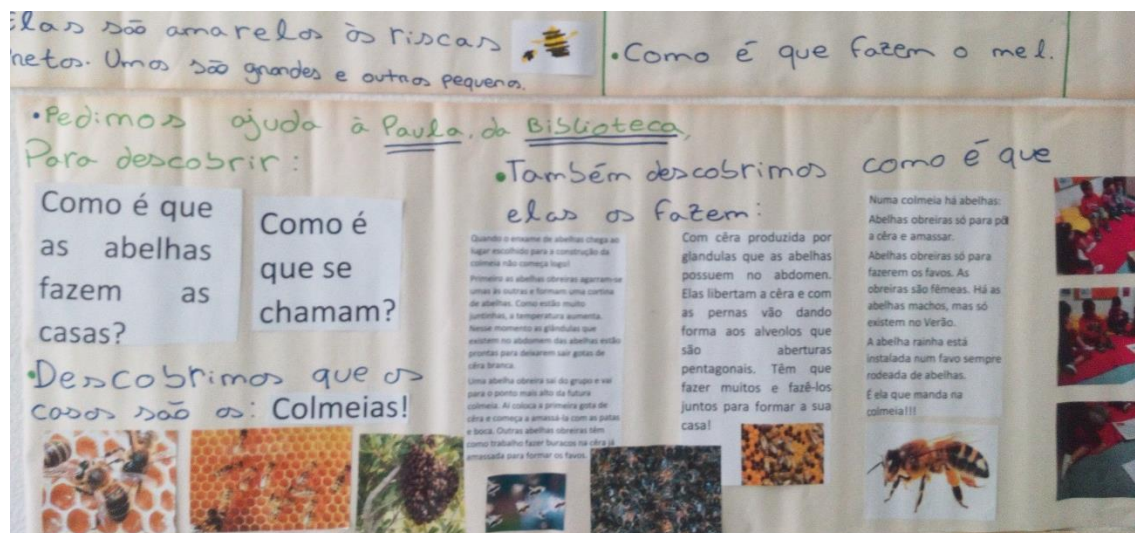 Elas são amarelos às riscas
netos. Umas são grandes e outras pequenas.
•Como é que fazem o mel.
•Pedimos ajuda à Paula, da Biblioteca,
Para descobrir:
Como é que
as abelhas
fazem as
casas?
Como é
que se
chamam?
•Descobrimos que as
casas são as: Colmeias!
•Também descobrimos como é que
elas os fazem:
Quando o enxame de abelhas chega ao
lugar escolhido para a construção da
colmeia não começa logo!
Primeiro as abelhas obreiras agarram-se
umas às outras e formam uma cortina
de abelhas. Como estão muito
juntinhas, a temperatura aumenta.
Nesse momento as glândulas que
existem no abdomen das abelhas estão
prontas para deixarem sair gotas de
cêra branca.
Uma abelha obreira sai do grupo e vai
para o ponto mais alto da futura
colmeia. Aí coloca a primeira gota de
cêra e começa a amassá-la com as patas
e boca. Outras abelhas obreiras têm
como trabalho fazer buracos na cêra já
amassada para formar os favos.
Com cêra produzida por
glandulas que as abelhas
possuem no abdomen.
Elas libertam a cêra e com
as pernas vão dando
forma aos alveolos que
são aberturas
pentagonais. Têm que
fazer muitos e fazê-los
juntos para formar a sua
casa!
Numa colmeia há abelhas:
Abelhas obreiras só para pôr
a cêra e amassar.
Abelhas obreiras só para
fazerem os favos. As
obreiras são fêmeas. Há as
abelhas machos, mas só
existem no Verão.
A abelha rainha está
instalada num favo sempre
rodeada de abelhas.
É ela que manda na
colmeia!!!